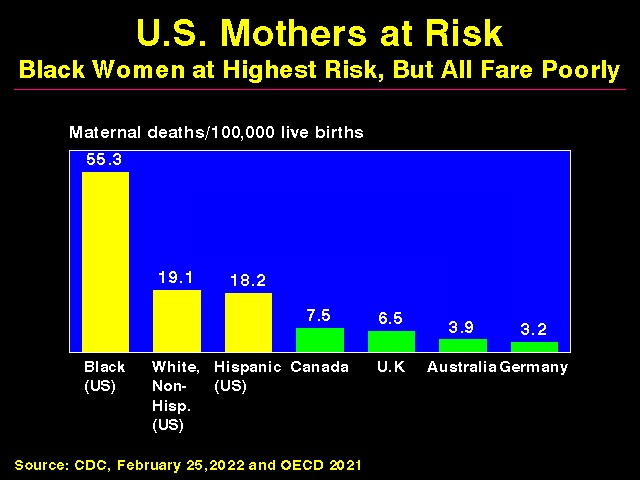 U.S. Mothers at Risk
Black Women at Highest Risk, But All Fare Poorly
Maternal deaths/100,000 live births
55.3
19.1
18.2
7.5
6.5
3.9
3.2
Black (US)
White, Non-Hisp. (US)
Hispanic (US)
Canada
U.K
Australia
Germany
Source: CDC, February 25,2022 and OECD 2021